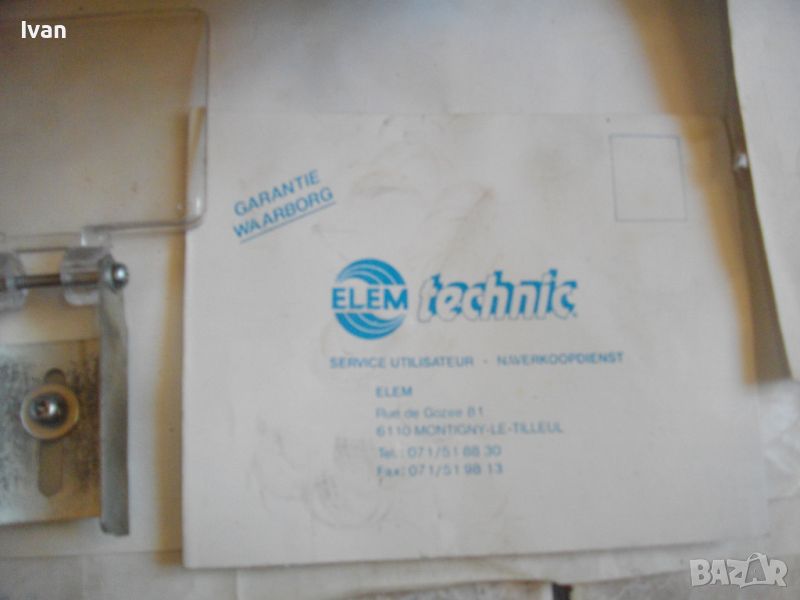 Ivan
GARANTIE
WAARBORG
ELEM technic
SERVICE UTILISATEUR - NAVERKOOPDIENST
ELEM
Rue de Gozee 81
6110 MONTIGNY-LE-TILLEUL
Tel.: 071/51 88 30
Fax: 071/51 98 13
BAZAR